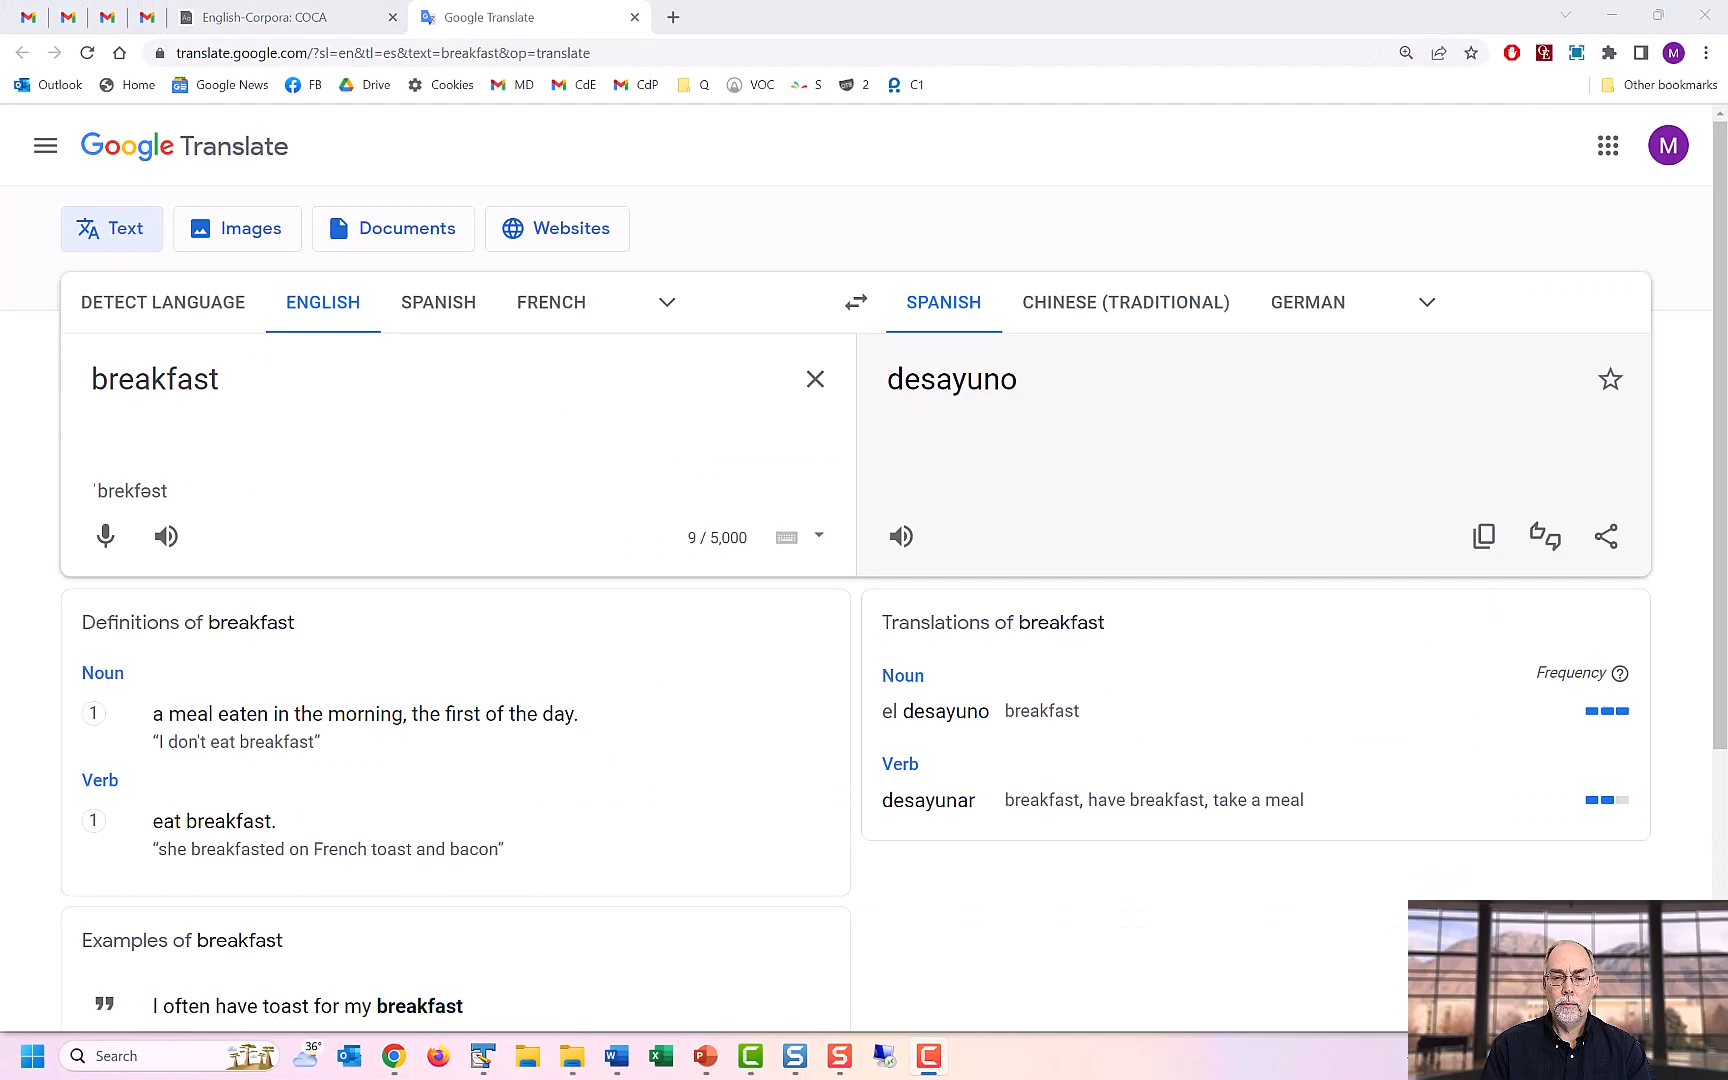 English-Corpora: COCA
Google Translate
translate.google.com/?sl=en&tl=es&text=breakfast&op=translate
M
Outlook Home Google News FB Drive Cookies MD CdE CdP Q VOC S 2 C1 Other bookmarks
Google Translate
M
Text Images Documents Websites
DETECT LANGUAGE ENGLISH SPANISH FRENCH
SPANISH CHINESE (TRADITIONAL) GERMAN
breakfast
desayuno
ˈbrekfəst
9 / 5,000
Definitions of breakfast
Noun
1 a meal eaten in the morning, the first of the day.
“I don't eat breakfast”
Verb
1 eat breakfast.
“she breakfasted on French toast and bacon”
Translations of breakfast
Noun Frequency
el desayuno breakfast
Verb
desayunar breakfast, have breakfast, take a meal
Examples of breakfast
I often have toast for my breakfast
Search
36°